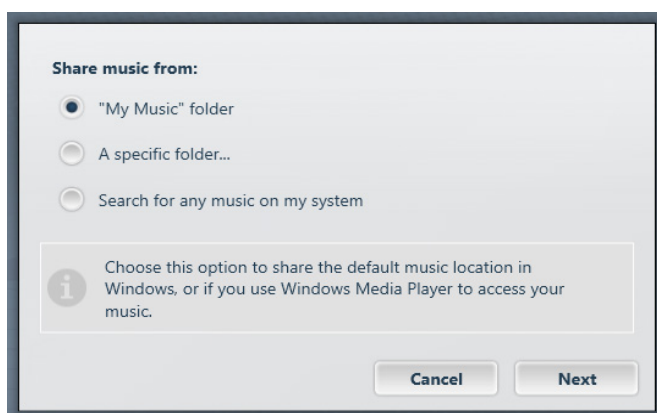 Share music from:
"My Music" folder
A specific folder...
Search for any music on my system
Choose this option to share the default music location in
Windows, or if you use Windows Media Player to access your
music.
Cancel
Next